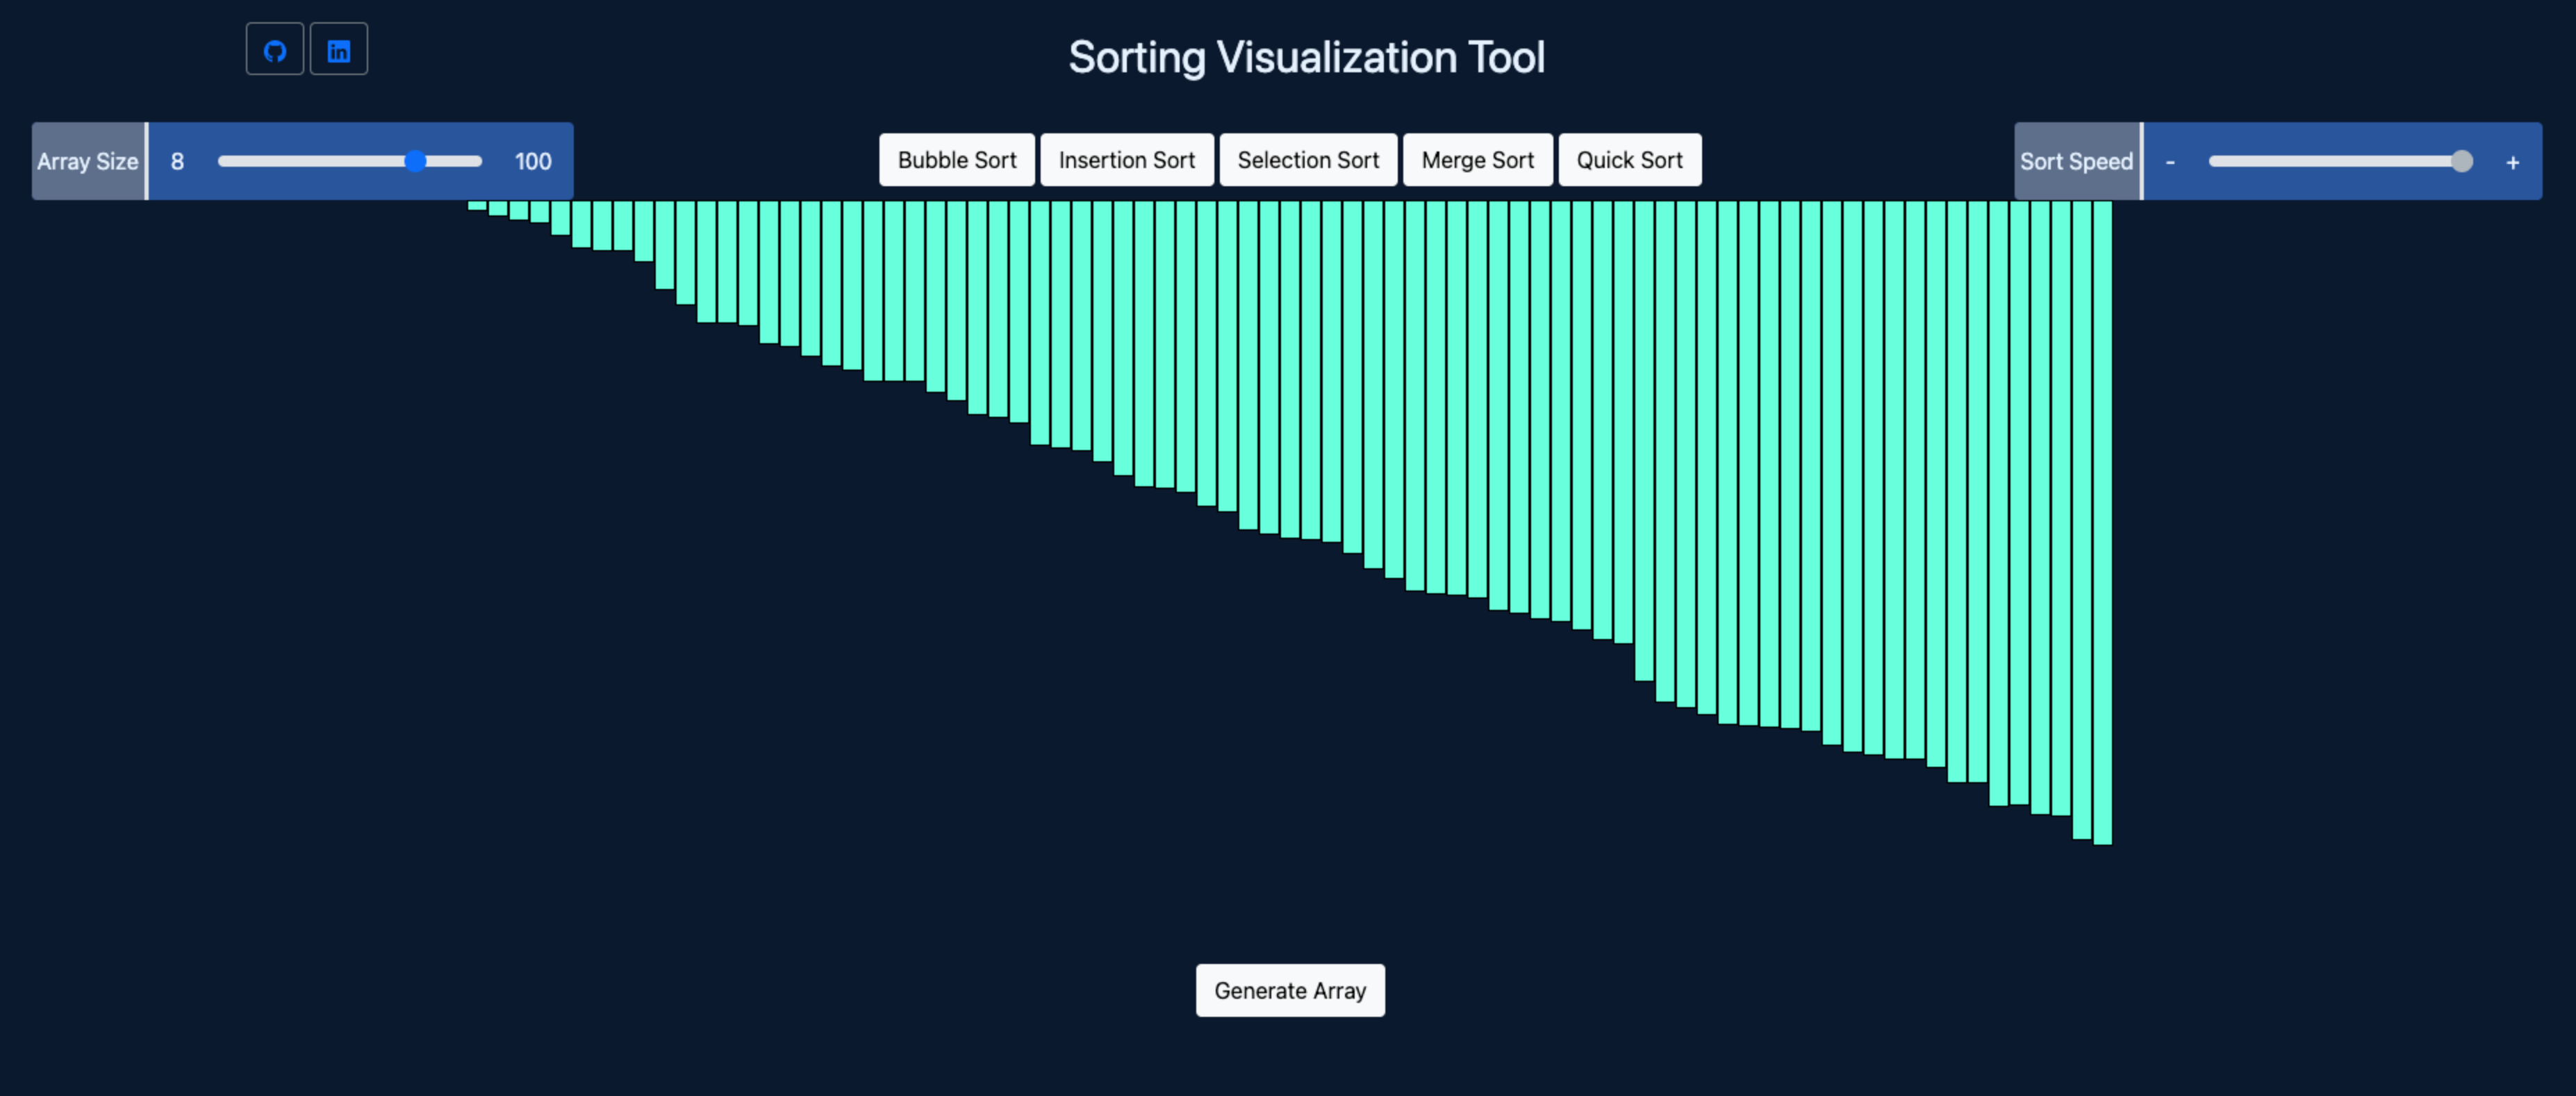 Sorting Visualization Tool
Array Size 8 100
Bubble Sort Insertion Sort Selection Sort Merge Sort Quick Sort
Sort Speed - +
Generate Array